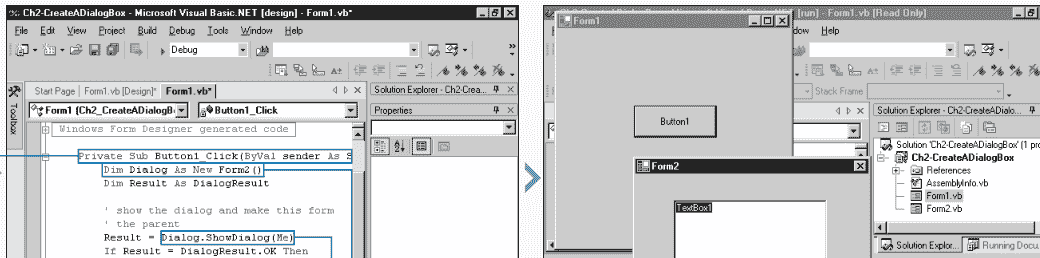 Ch2-CreateADialogBox - Microsoft Visual Basic.NET [design] - Form1.vb*
File Edit View Project Build Debug Tools Window Help
Debug
Start Page Form1.vb [Design]* Form1.vb*
Form1 (Ch2_CreateADialogB Button1_Click
Windows Form Designer generated code
Private Sub Button1_Click(ByVal sender As S
Dim Dialog As New Form2()
Dim Result As DialogResult
' show the dialog and make this form
' the parent
Result = Dialog.ShowDialog(Me)
If Result = DialogResult.OK Then
Toolbox
Solution Explorer - Ch2-Crea...
Properties
Form1
[run] - Form1.vb [Read Only]
dow Help
Stack Frame
Button1
Form2
TextBox1
Solution Explorer - Ch2-CreateADialo...
Solution 'Ch2-CreateADialogBox' (1 pro
Ch2-CreateADialogBox
References
AssemblyInfo.vb
Form1.vb
Form2.vb
Solution Explor... Running Docu